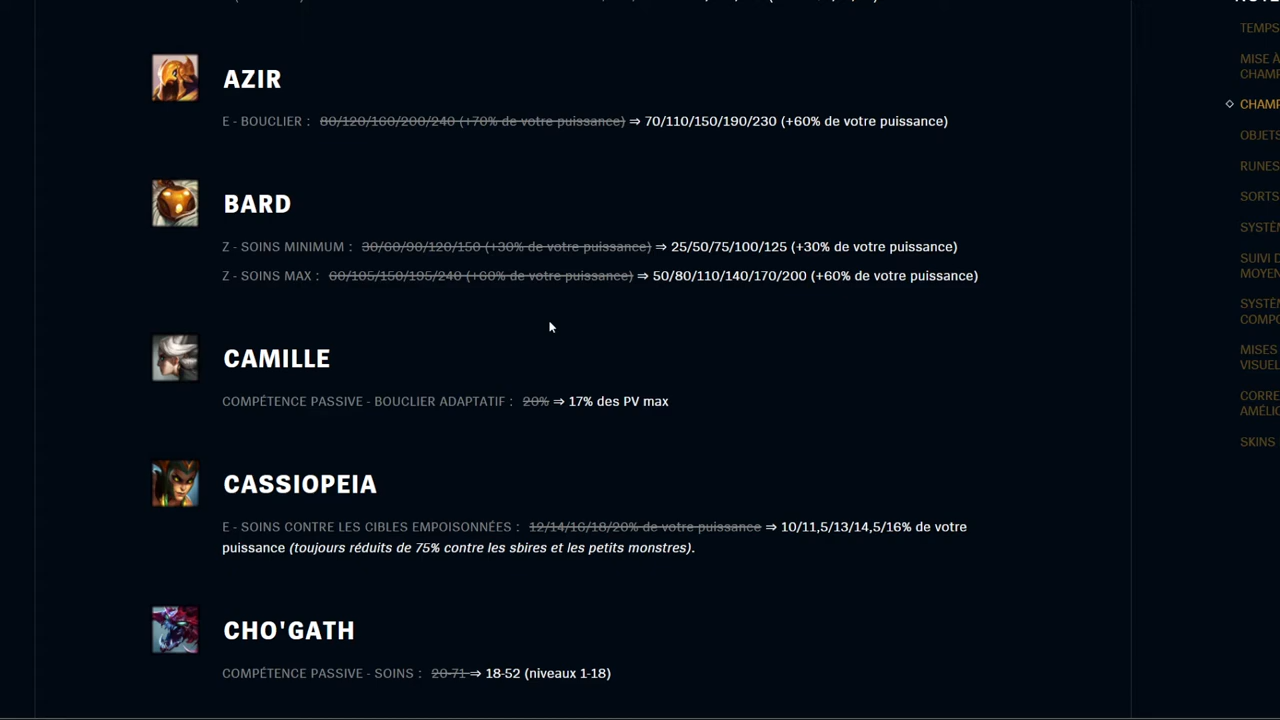 AZIR
E - BOUCLIER : 80/120/160/200/240 (+70% de votre puissance) ⇒ 70/110/150/190/230 (+60% de votre puissance)
BARD
Z - SOINS MINIMUM : 30/60/90/120/150 (+30% de votre puissance) ⇒ 25/50/75/100/125 (+30% de votre puissance)
Z - SOINS MAX : 60/105/150/195/240 (+60% de votre puissance) ⇒ 50/80/110/140/170/200 (+60% de votre puissance)
CAMILLE
COMPÉTENCE PASSIVE - BOUCLIER ADAPTATIF : 20% ⇒ 17% des PV max
CASSIOPEIA
E - SOINS CONTRE LES CIBLES EMPOISONNÉES : 12/14/16/18/20% de votre puissance ⇒ 10/11,5/13/14,5/16% de votre
puissance (toujours réduits de 75% contre les sbires et les petits monstres).
CHO'GATH
COMPÉTENCE PASSIVE - SOINS : 20-71 ⇒ 18-52 (niveaux 1-18)
TEMPS
MISE À
CHAMP
CHAMP
OBJETS
RUNES
SORTS
SYSTÈ
SUIVI D
MOYEN
SYSTÈ
COMPO
MISES
VISUEL
CORRE
AMÉLIO
SKINS